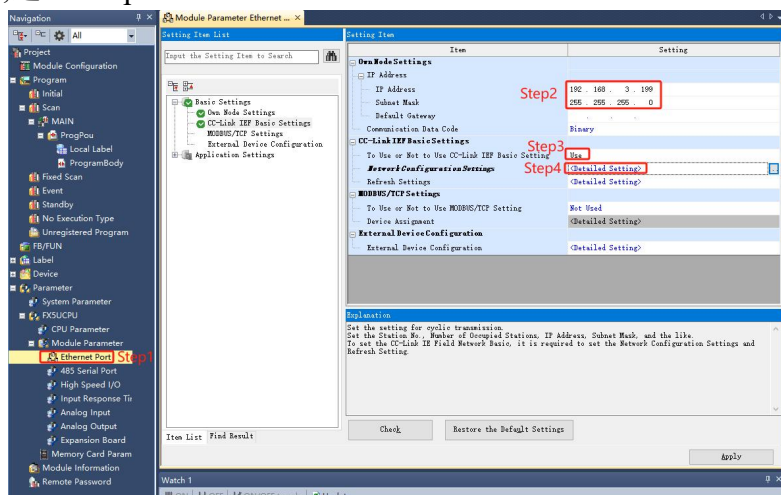 Navigation
Module Parameter Ethernet ...
All
Project
Module Configuration
Program
Initial
Scan
MAIN
ProgPou
Local Label
ProgramBody
Fixed Scan
Event
Standby
No Execution Type
Unregistered Program
FB/FUN
Label
Device
Parameter
System Parameter
FX5UCPU
CPU Parameter
Module Parameter
Ethernet Port Step1
485 Serial Port
High Speed I/O
Input Response Tir
Analog Input
Analog Output
Expansion Board
Memory Card Param
Module Information
Remote Password
Setting Item List
Input the Setting Item to Search
Basic Settings
Own Node Settings
CC-Link IEF Basic Settings
MODBUS/TCP Settings
External Device Configuration
Application Settings
Item List Find Result
Setting Item
Item Setting
Own Node Settings
IP Address
IP Address Step2 192 . 168 . 3 . 199
Subnet Mask 255 . 255 . 255 . 0
Default Gateway . . .
Communication Data Code Binary
CC-Link IEF Basic Settings
To Use or Not to Use CC-Link IEF Basic Setting Step3 Use
Network Configuration Settings Step4 <Detailed Setting>
Refresh Settings <Detailed Setting>
MODBUS/TCP Settings
To Use or Not to Use MODBUS/TCP Setting Not Used
Device Assignment <Detailed Setting>
External Device Configuration
External Device Configuration <Detailed Setting>
Explanation
Set the setting for cyclic transmission.
Set the Station No., Number of Occupied Stations, IP Address, Subnet Mask, and the like.
To set the CC-Link IE Field Network Basic, it is required to set the Network Configuration Settings and
Refresh Setting.
Check Restore the Default Settings
Apply
Watch 1